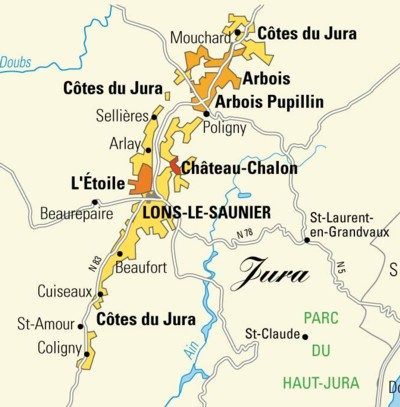 Mouchard
Côtes du Jura
Doubs
Arbois
Côtes du Jura
Arbois Pupillin
Sellières
Poligny
Arlay
Château-Chalon
L'Étoile
Beaurepaire
LONS-LE-SAUNIER
St-Laurent-
en-Grandvaux
N 78
N 83
Beaufort
Jura
N 5
S
Cuiseaux
Côtes du Jura
St-Amour
Ain
St-Claude
PARC
DU
HAUT-JURA
Coligny
Do